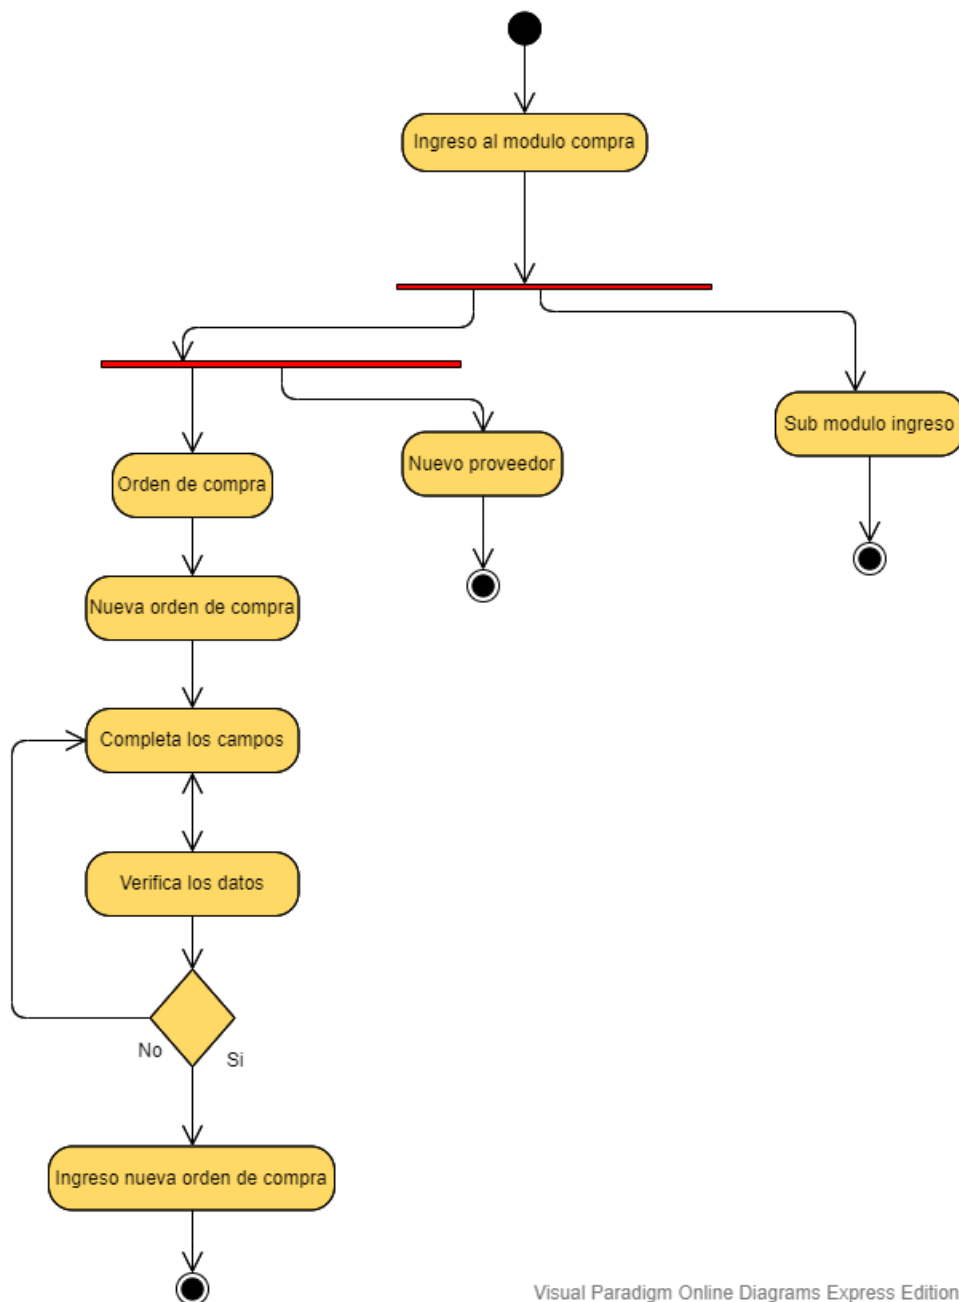 Ingreso al modulo compra
Sub modulo ingreso
Nuevo proveedor
Orden de compra
Nueva orden de compra
Completa los campos
Verifica los datos
No
Si
Ingreso nueva orden de compra
Visual Paradigm Online Diagrams Express Edition